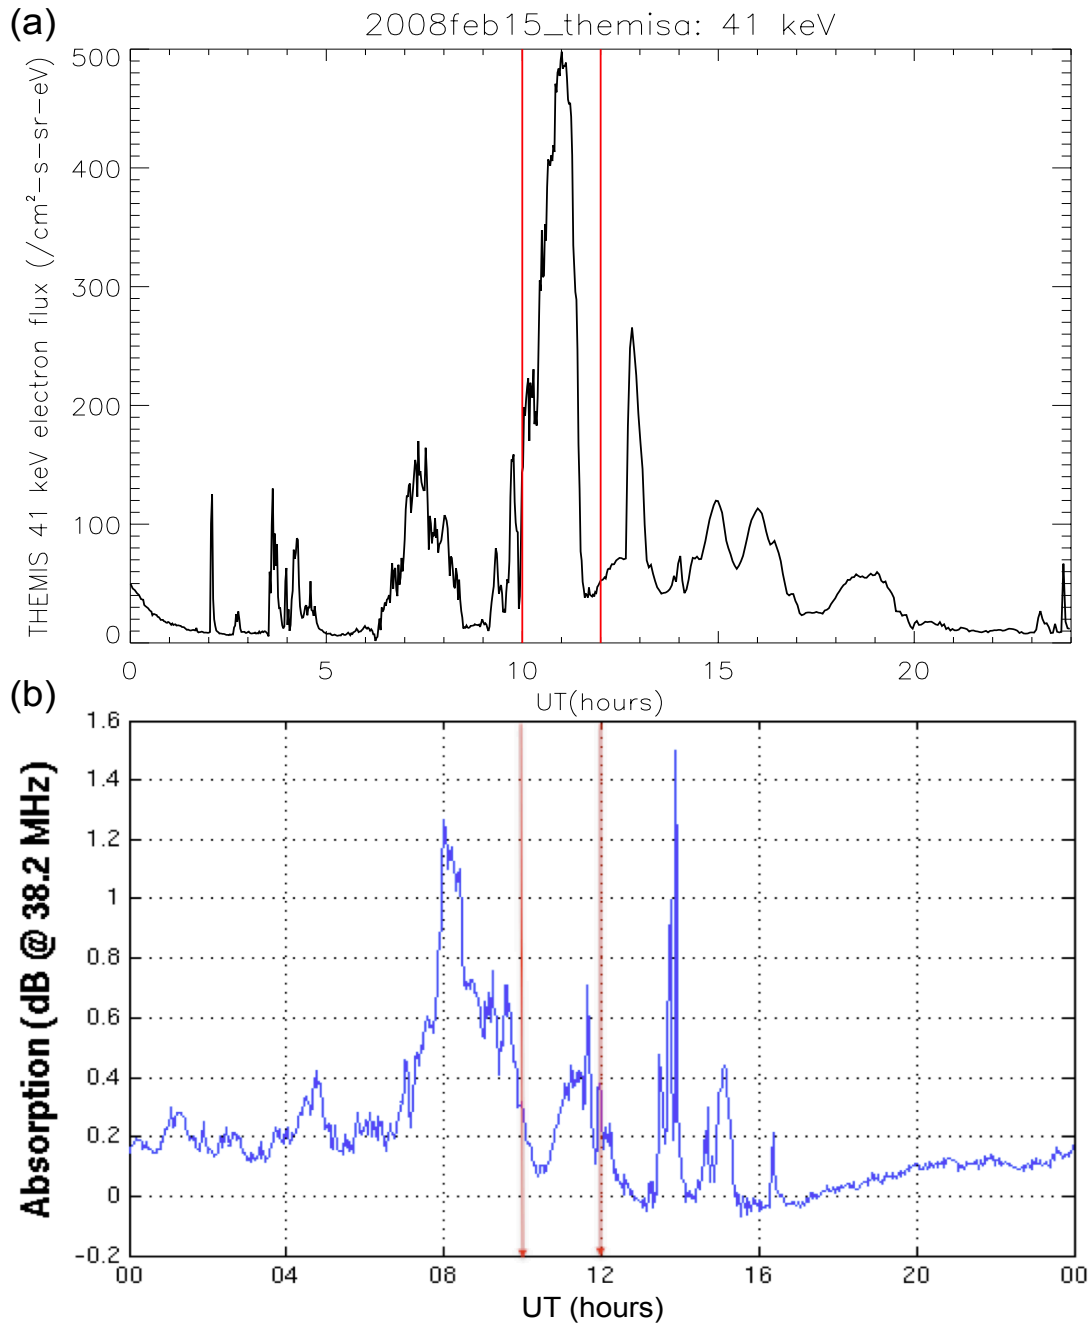 (a)
2008feb15_themisa: 41 keV
THEMIS 41 keV electron flux (/cm²-s-sr-eV)
500
400
300
200
100
0
0 5 10 15 20
UT(hours)
(b)
Absorption (dB @ 38.2 MHz)
1.6
1.4
1.2
1
0.8
0.6
0.4
0.2
0
-0.2
00 04 08 12 16 20 00
UT (hours)